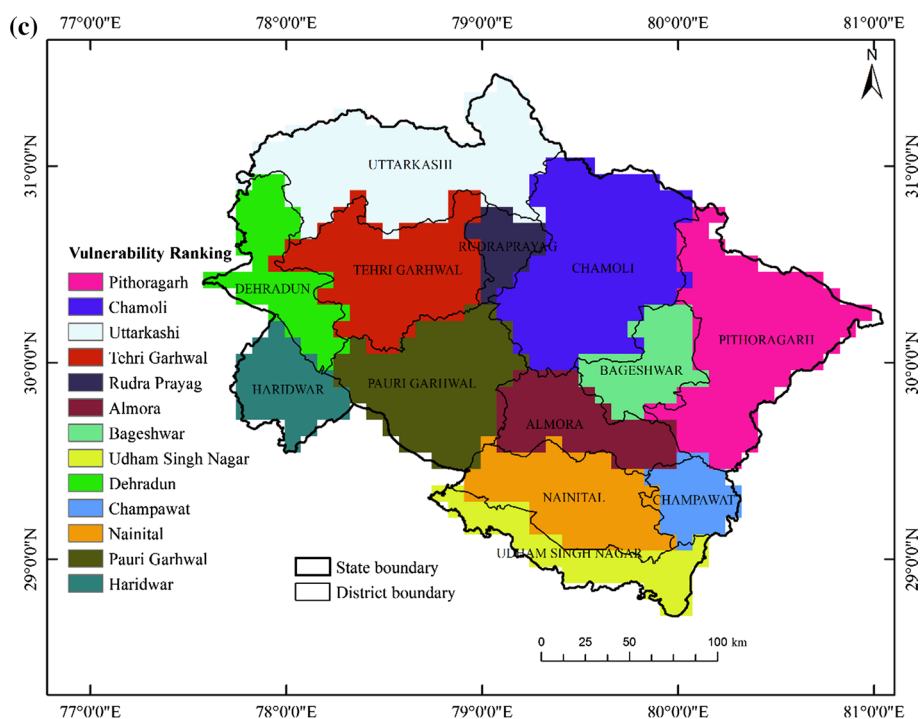 (c)
77°0'0"E 78°0'0"E 79°0'0"E 80°0'0"E 81°0'0"E
N
31°0'0"N
31°0'0"N
UTTARKASHI
Vulnerability Ranking
Pithoragarh
Chamoli
Uttarkashi
Tehri Garhwal
Rudra Prayag
Almora
Bageshwar
Udham Singh Nagar
Dehradun
Champawat
Nainital
Pauri Garhwal
Haridwar
RUDRAPRAYAG
TEHRI GARHWAL
CHAMOLI
DEHRADUN
PITHORAGARH
30°0'0"N
30°0'0"N
HARIDWAR
PAURI GARHWAL
BAGESHWAR
ALMORA
NAINITAL
CHAMPAWAT
UDHAM SINGH NAGAR
29°0'0"N
29°0'0"N
State boundary
District boundary
0 25 50 100 km
77°0'0"E 78°0'0"E 79°0'0"E 80°0'0"E 81°0'0"E